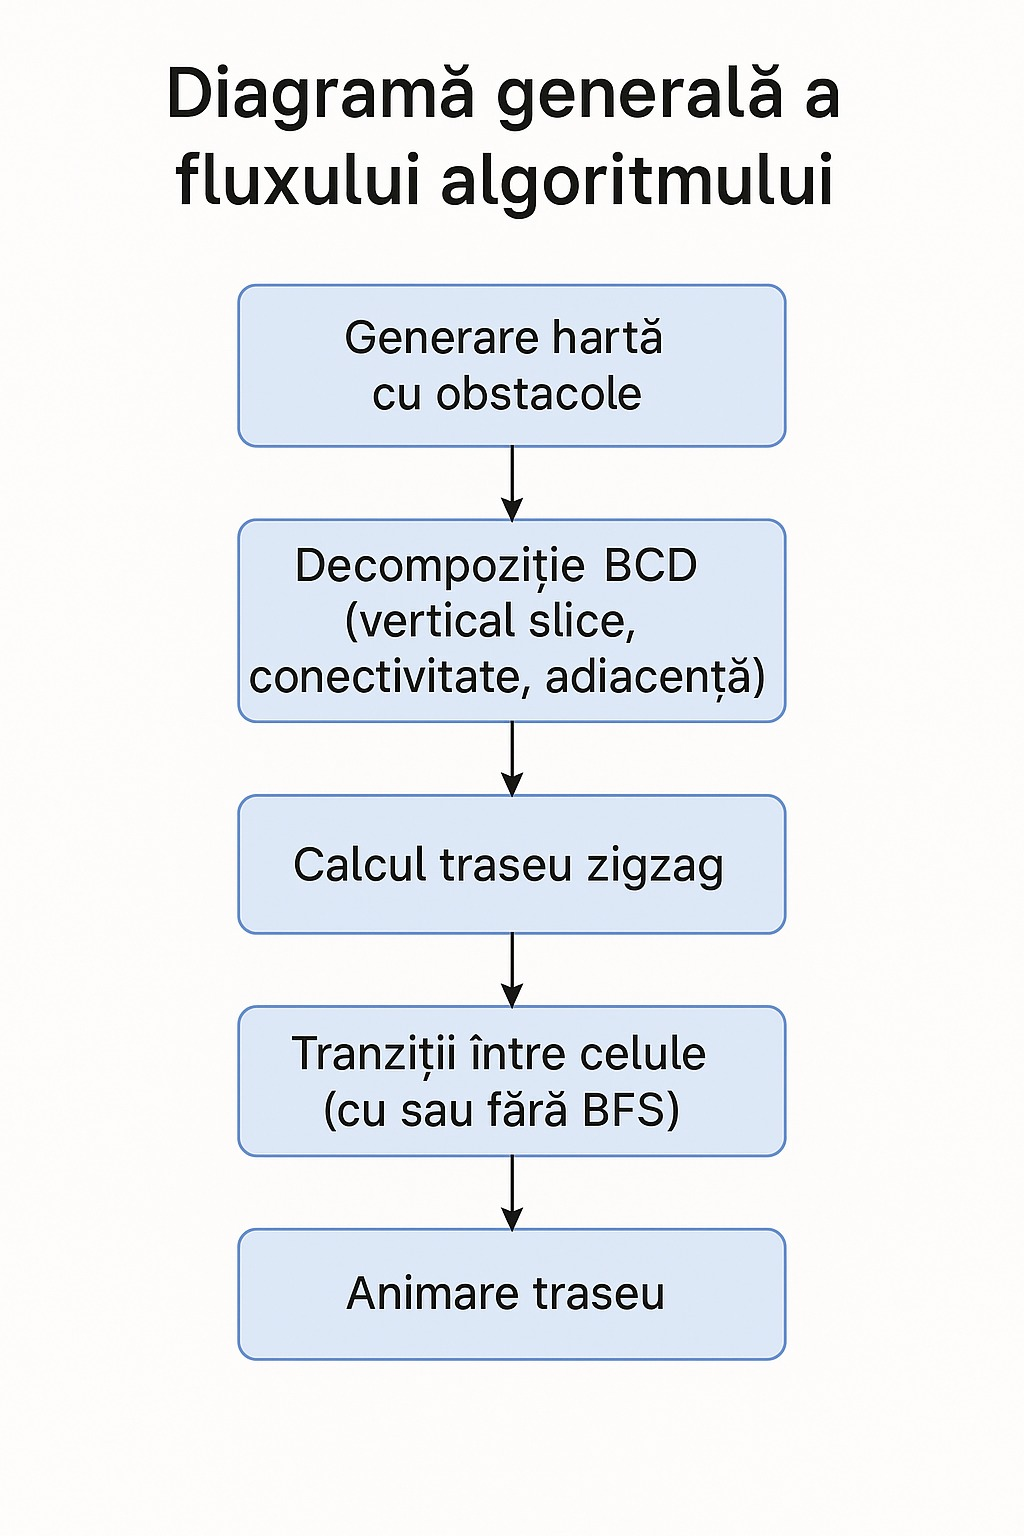 Diagramă generală a
fluxului algoritmului
Generare hartă
cu obstacole
Decompoziție BCD
(vertical slice,
conectivitate, adiacență)
Calcul traseu zigzag
Tranziții între celule
(cu sau fără BFS)
Animare traseu